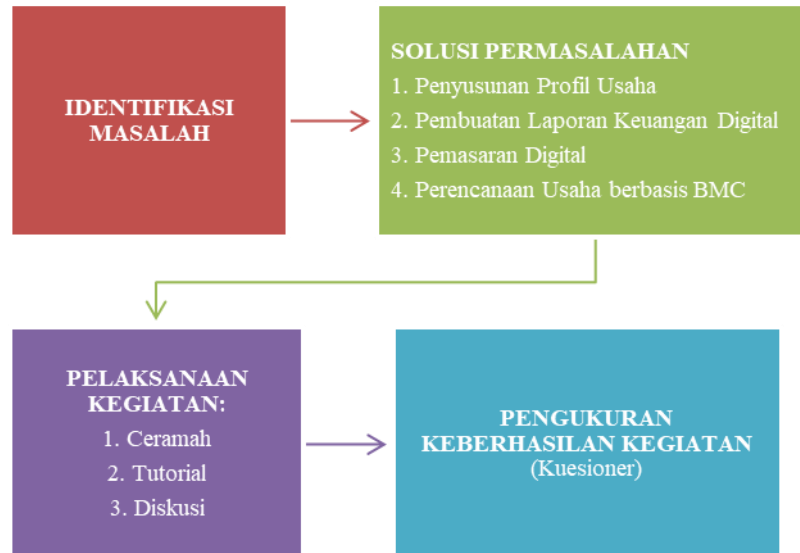 IDENTIFIKASI
MASALAH
SOLUSI PERMASALAHAN
1. Penyusunan Profil Usaha
2. Pembuatan Laporan Keuangan Digital
3. Pemasaran Digital
4. Perencanaan Usaha berbasis BMC
PELAKSANAAN
KEGIATAN:
1. Ceramah
2. Tutorial
3. Diskusi
PENGUKURAN
KEBERHASILAN KEGIATAN
(Kuesioner)